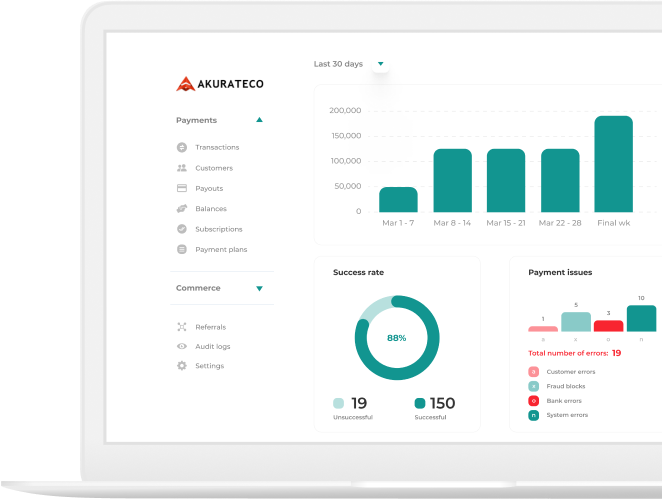 AKURATECO
Payments
Transactions
Customers
Payouts
Balances
Subscriptions
Payment plans
Commerce
Referrals
Audit logs
Settings
Last 30 days
200,000
150,000
100,000
50,000
0
Mar 1 - 7 Mar 8 - 14 Mar 15 - 21 Mar 22 - 28 Final wk
Success rate
88%
19 150
Unsuccessful Successful
Payment issues
1 5 3 10
Total number of errors: 19
Customer errors
Fraud blocks
Bank errors
System errors